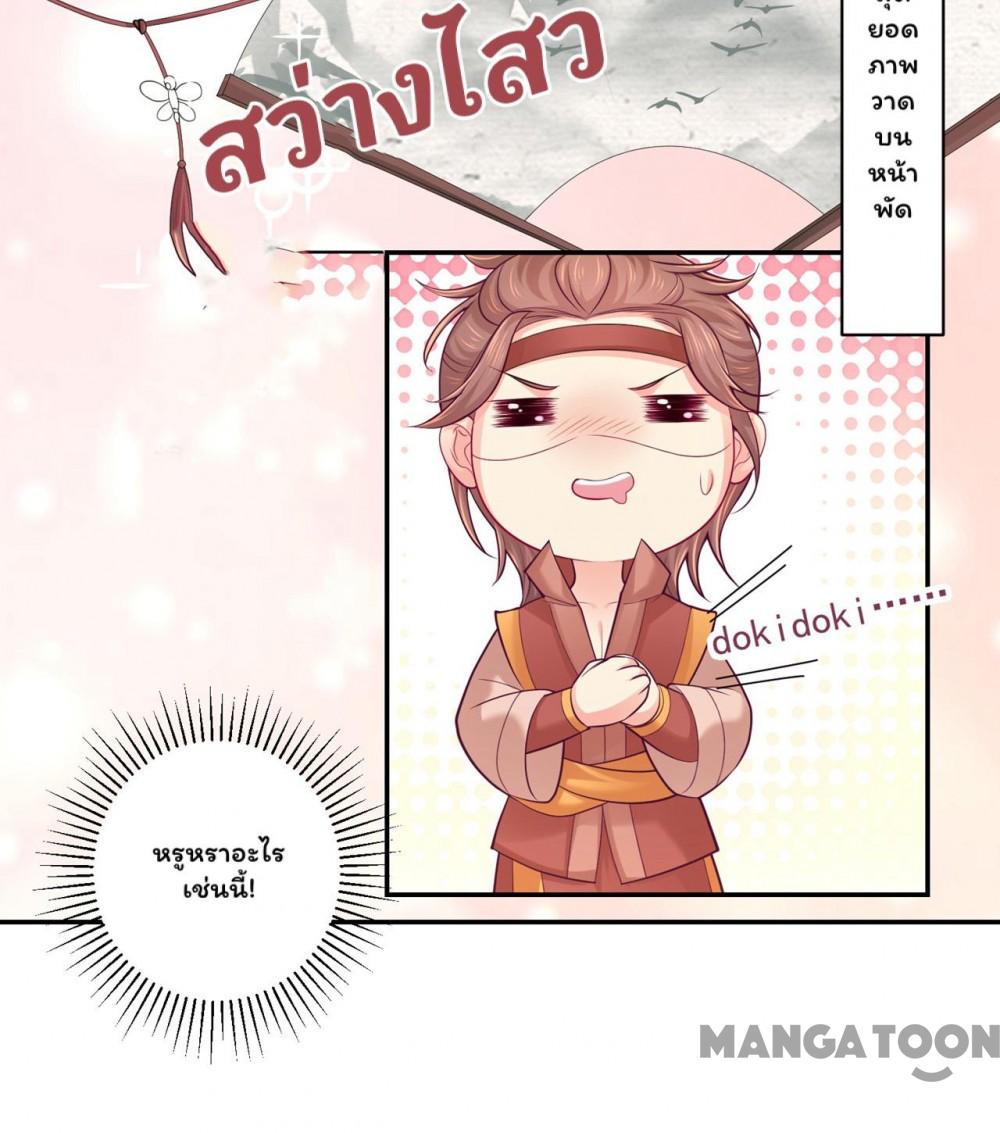 ยอด
ภาพ
วาด
บน
หน้า
พัด
สว่างไสว
dokidoki……
หรูหราอะไร
เช่นนี้!
MANGATOON